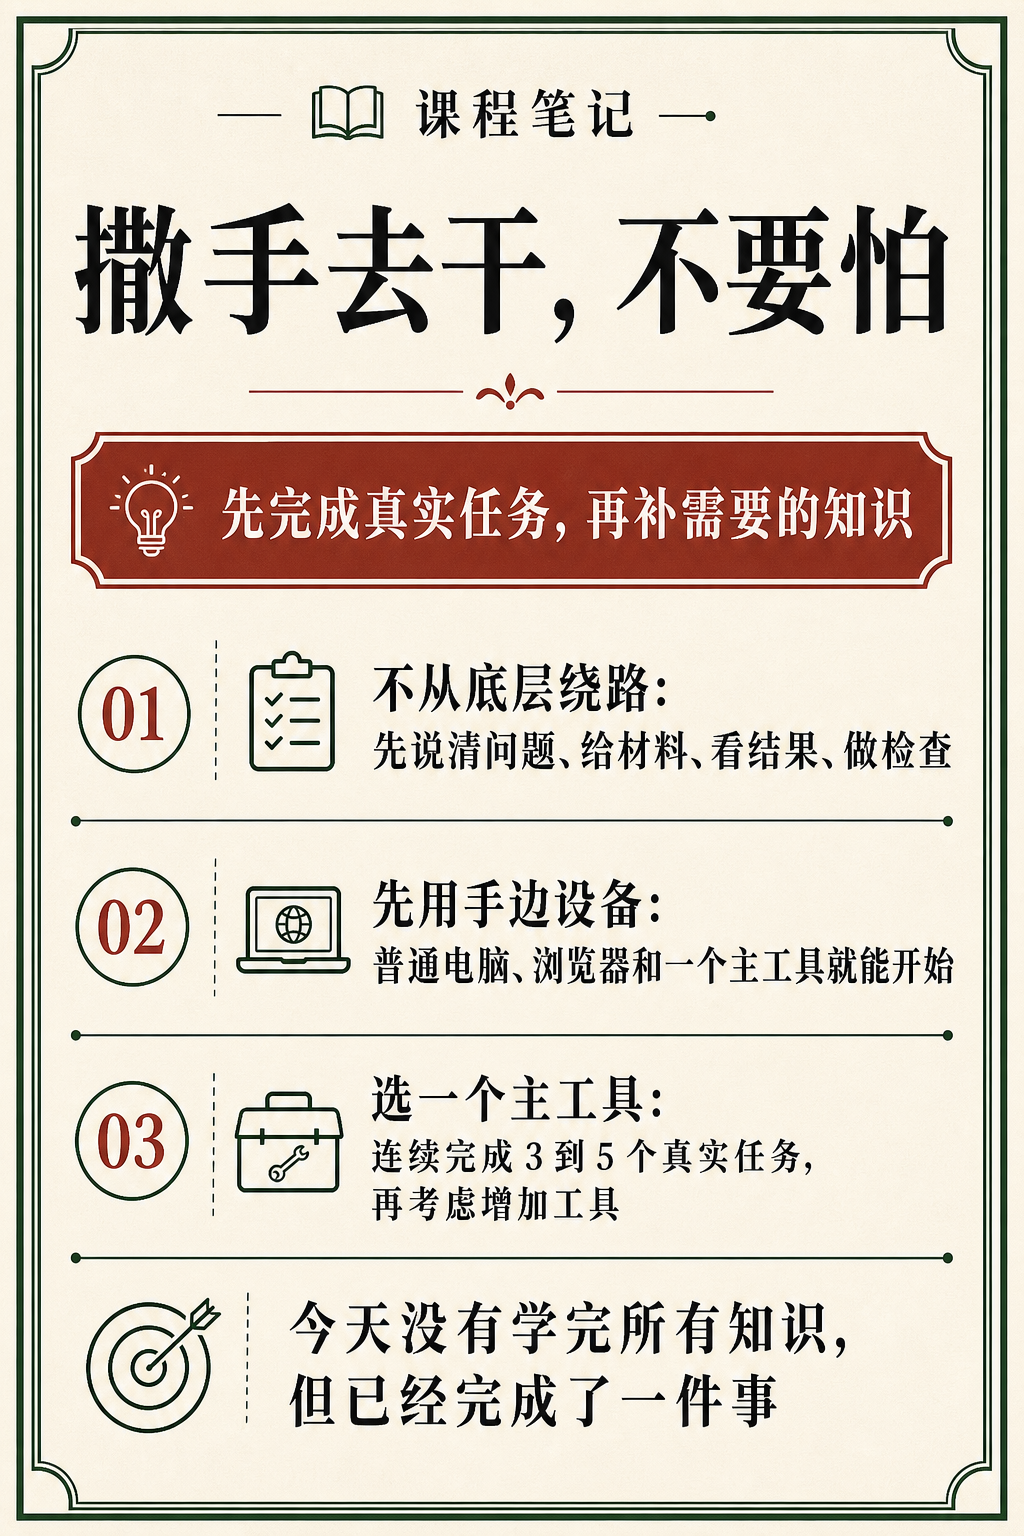 课程笔记
撒手去干，不要怕
先完成真实任务，再补需要的知识
01
不从底层绕路：
先说清问题、给材料、看结果、做检查
02
先用手边设备：
普通电脑、浏览器和一个主工具就能开始
03
选一个主工具：
连续完成 3 到 5 个真实任务，
再考虑增加工具
今天没有学完所有知识，
但已经完成了一件事